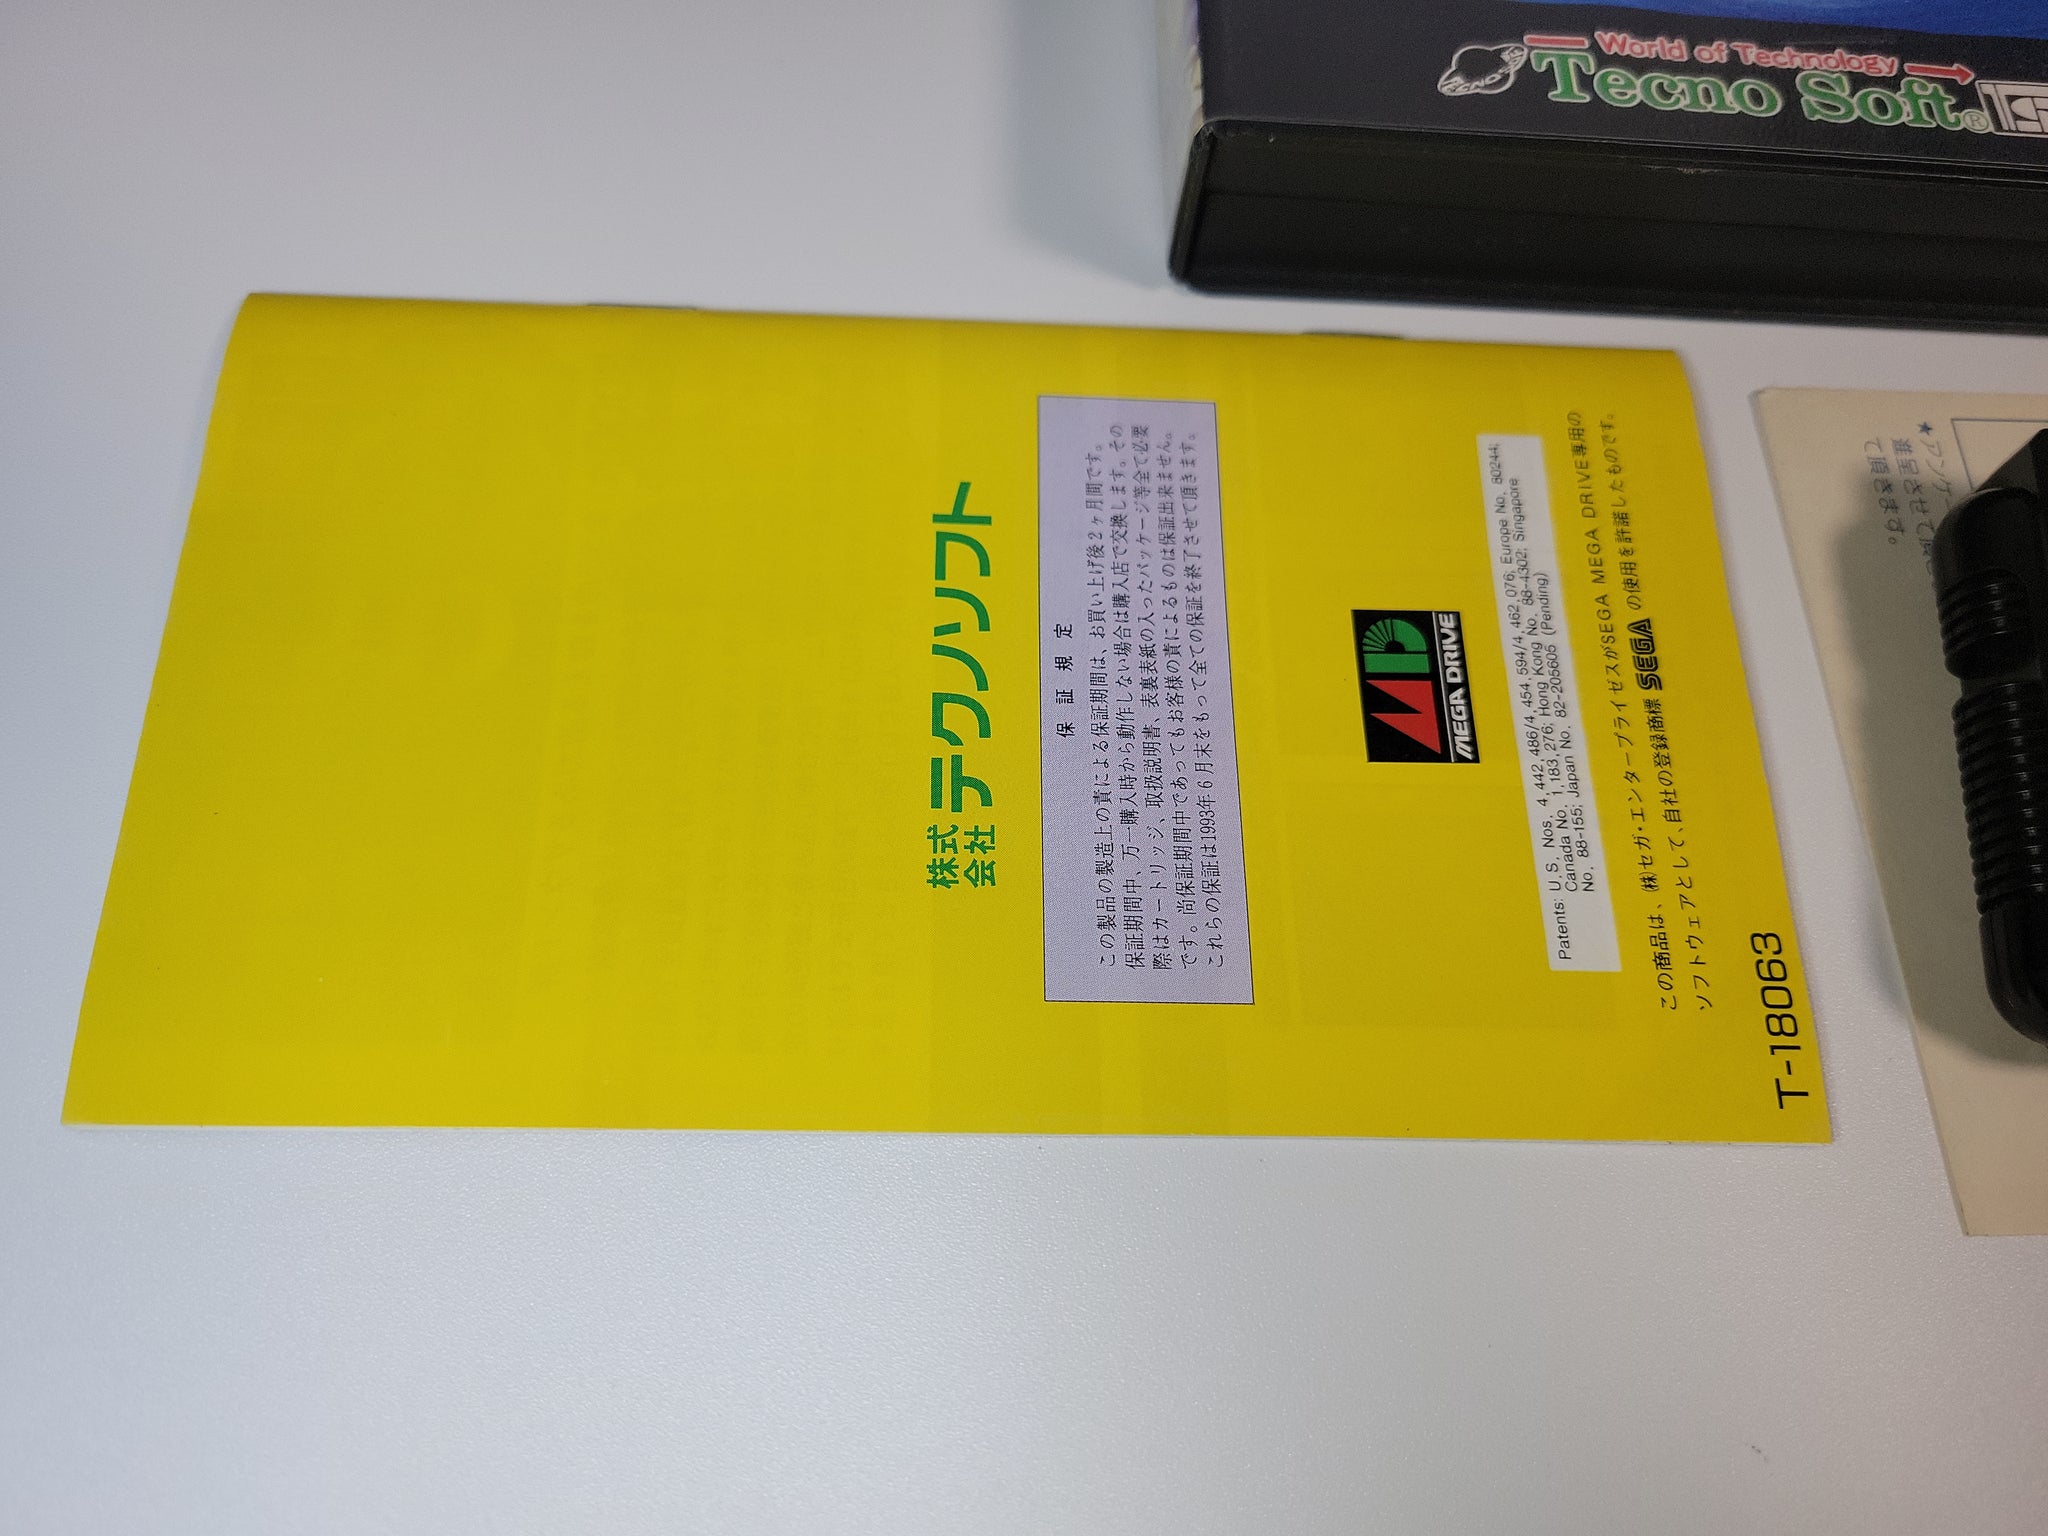 World of Technology
Tecno Soft®
株式会社 テクノソフト
保証規定
この製品の製造上の責による保証期間は、お買い上げ後2ヶ月間です。
保証期間中、万一購入時から動作しない場合は購入店で交換します。その
際はカートリッジ、取扱説明書、表裏表紙の入ったパッケージ等全て必要
です。尚保証期間中であってもお客様の責によるものは保証出来ません。
これらの保証は1993年6月末をもって全ての保証を終了させて頂きます。
MD
MEGA DRIVE
Patents: U.S. Nos. 4,442,486/4,454,594/4,462,076; Europe No. 80244;
Canada No. 1,183,276; Hong Kong No. 88-4302; Singapore
No. 88-155; Japan No. 82-205605 (Pending)
この商品は、(株)セガ・エンタープライゼスがSEGA MEGA DRIVE専用の
ソフトウェアとして、自社の登録商標 SEGA の使用を許諾したものです。
T-18063